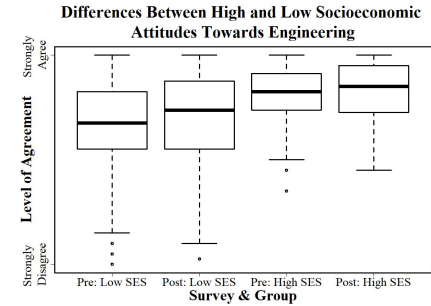 Differences Between High and Low Socioeconomic
Attitudes Towards Engineering
Strongly
Agree
Level of Agreement
Strongly
Disagree
Pre: Low SES Post: Low SES Pre: High SES Post: High SES
Survey & Group